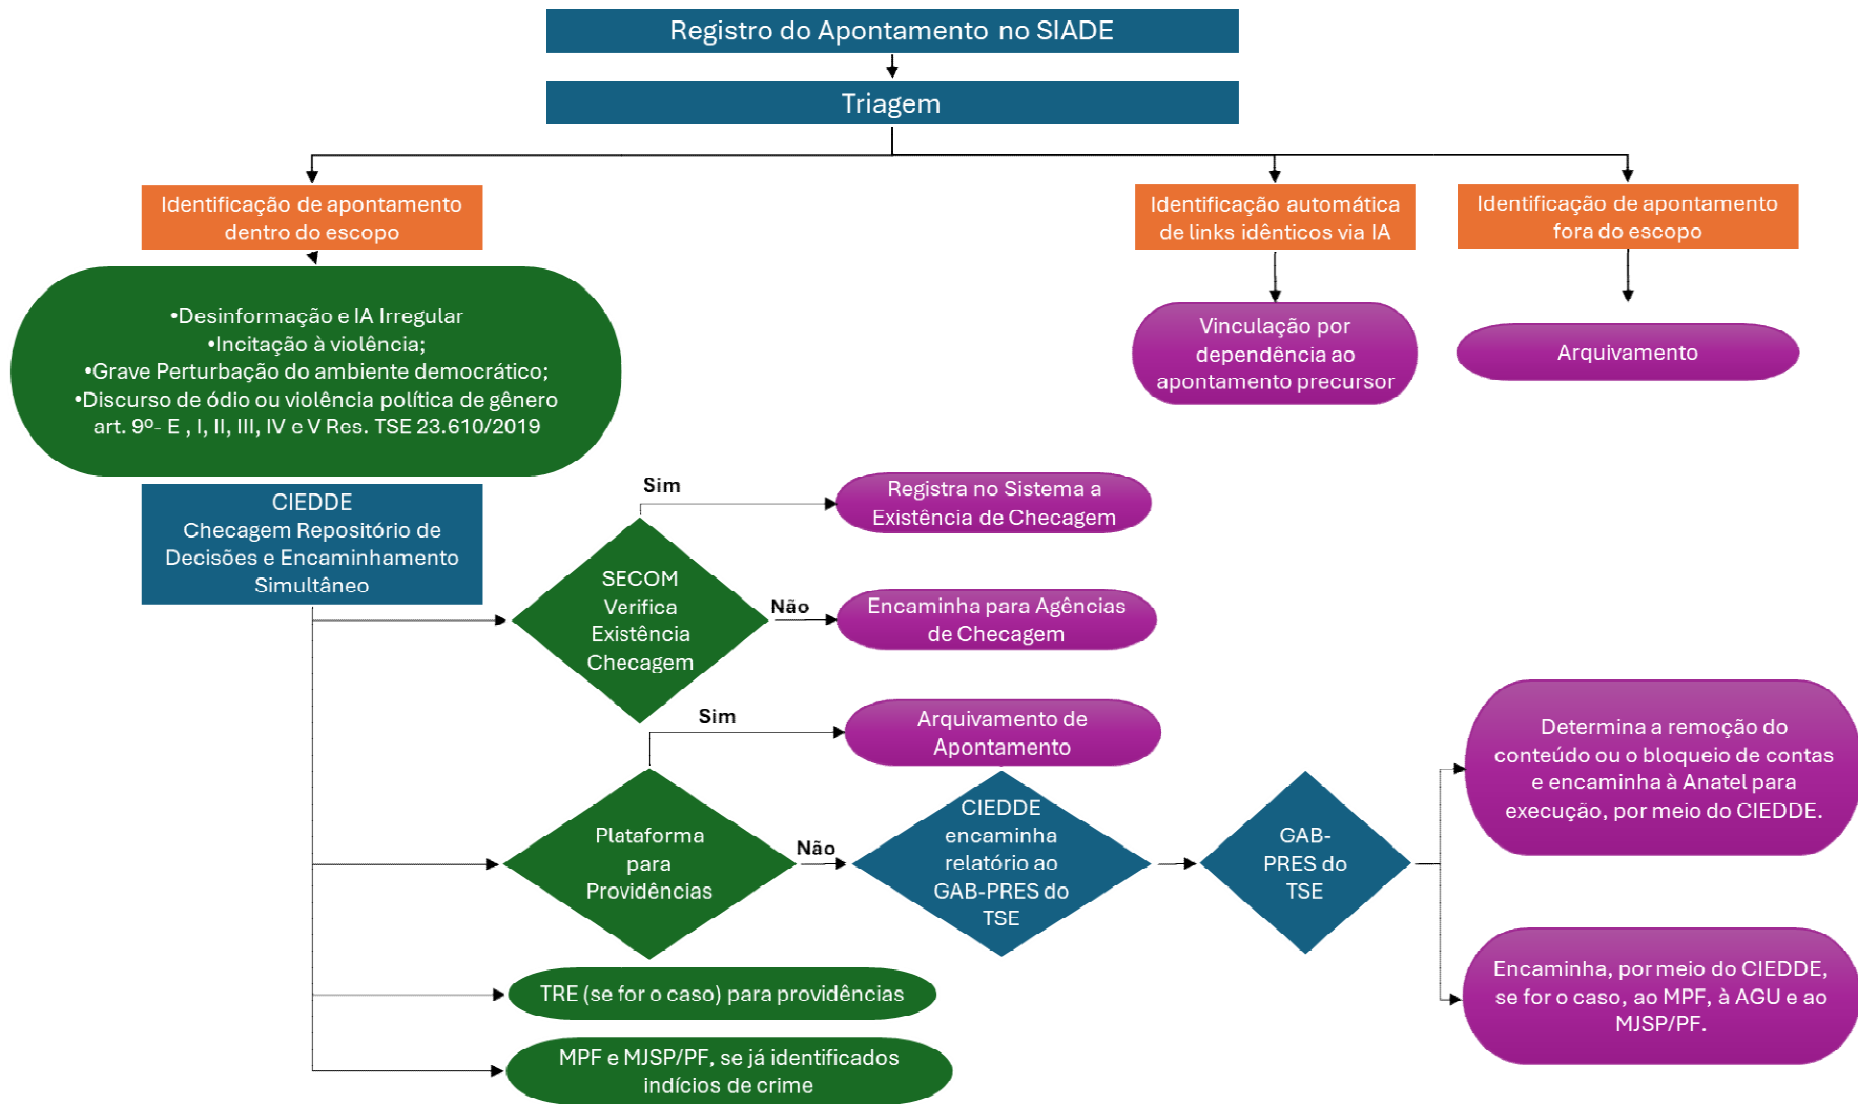 Registro do Apontamento no SIADE
Triagem
Identificação de apontamento
dentro do escopo
Identificação automática
de links idênticos via IA
Identificação de apontamento
fora do escopo
•Desinformação e IA Irregular
•Incitação à violência;
•Grave Perturbação do ambiente democrático;
•Discurso de ódio ou violência política de gênero
art. 9º- E , I, II, III, IV e V Res. TSE 23.610/2019
Vinculação por
dependência ao
apontamento precursor
Arquivamento
CIEDDE
Checagem Repositório de
Decisões e Encaminhamento
Simultâneo
SECOM
Verifica
Existência
Checagem
Sim
Registra no Sistema a
Existência de Checagem
Não
Encaminha para Agências
de Checagem
Plataforma
para
Providências
Sim
Arquivamento de
Apontamento
Não
CIEDDE
encaminha
relatório ao
GAB-PRES do
TSE
GAB-
PRES do
TSE
Determina a remoção do
conteúdo ou o bloqueio de contas
e encaminha à Anatel para
execução, por meio do CIEDDE.
Encaminha, por meio do CIEDDE,
se for o caso, ao MPF, à AGU e ao
MJSP/PF.
TRE (se for o caso) para providências
MPF e MJSP/PF, se já identificados
indícios de crime